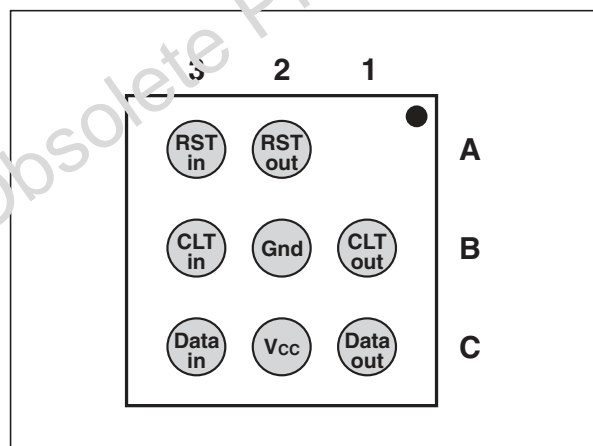 Obsolete
3 2 1
RST
in
RST
out
A
CLT
in
Gnd
CLT
out
B
Data
in
Vcc
Data
out
C